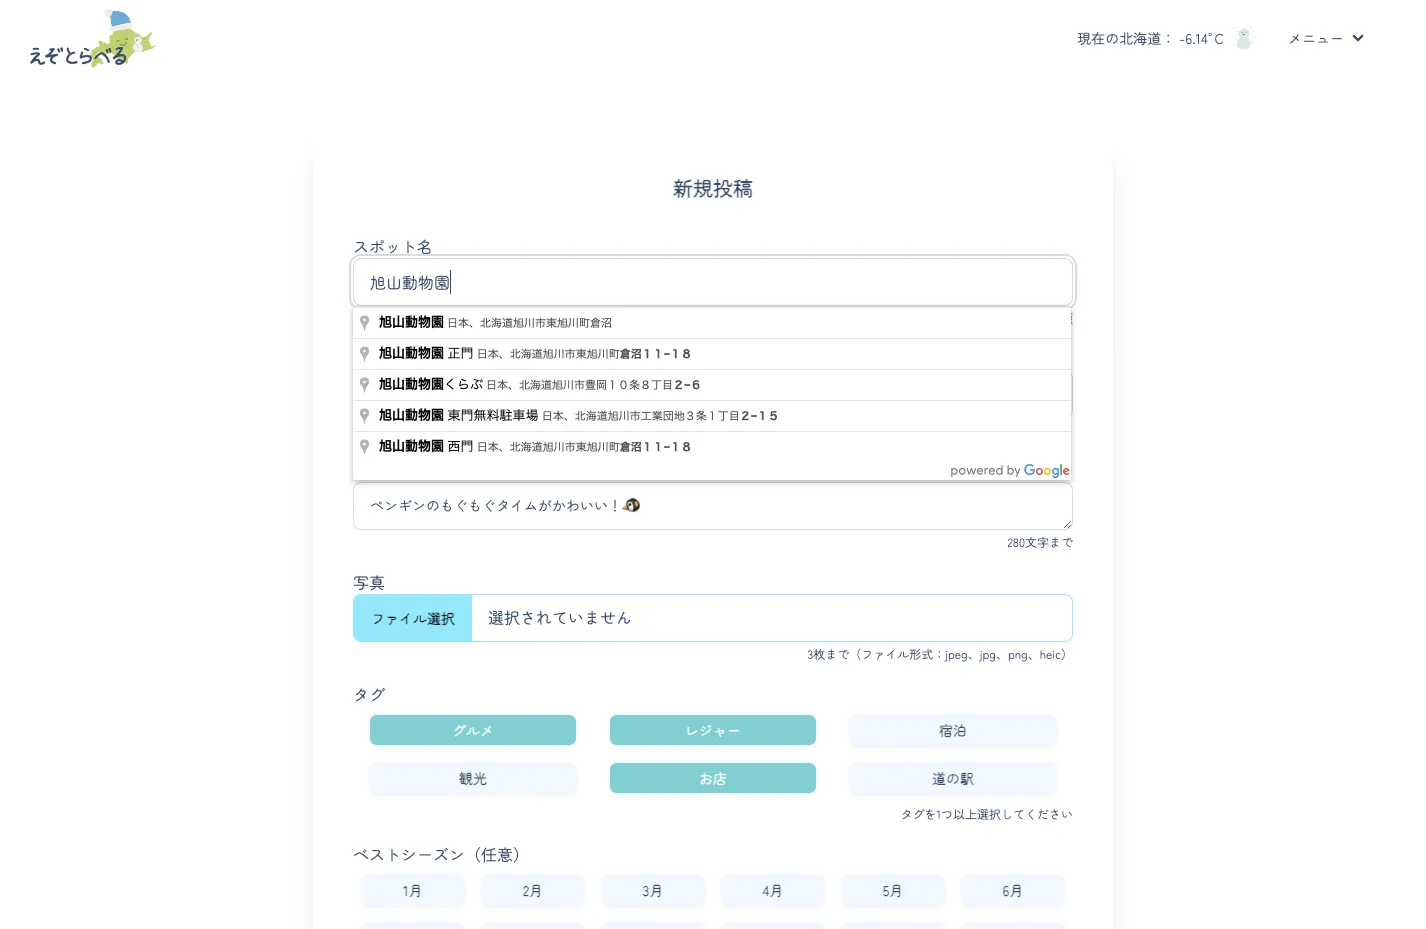 えぞとらべる
現在の北海道： -6.14°C
メニュー
新規投稿
スポット名
旭山動物園
旭山動物園 日本、北海道旭川市東旭川町倉沼
旭山動物園 正門 日本、北海道旭川市東旭川町倉沼１１−１８
旭山動物園くらぶ 日本、北海道旭川市豊岡１０条８丁目２−６
旭山動物園 東門無料駐車場 日本、北海道旭川市工業団地３条１丁目２−１５
旭山動物園 西門 日本、北海道旭川市東旭川町倉沼１１−１８
powered by Google
ペンギンのもぐもぐタイムがかわいい！🐧
280文字まで
写真
ファイル選択 選択されていません
3枚まで（ファイル形式：jpeg、jpg、png、heic）
タグ
グルメ レジャー 宿泊
観光 お店 道の駅
タグを1つ以上選択してください
ベストシーズン（任意）
1月 2月 3月 4月 5月 6月